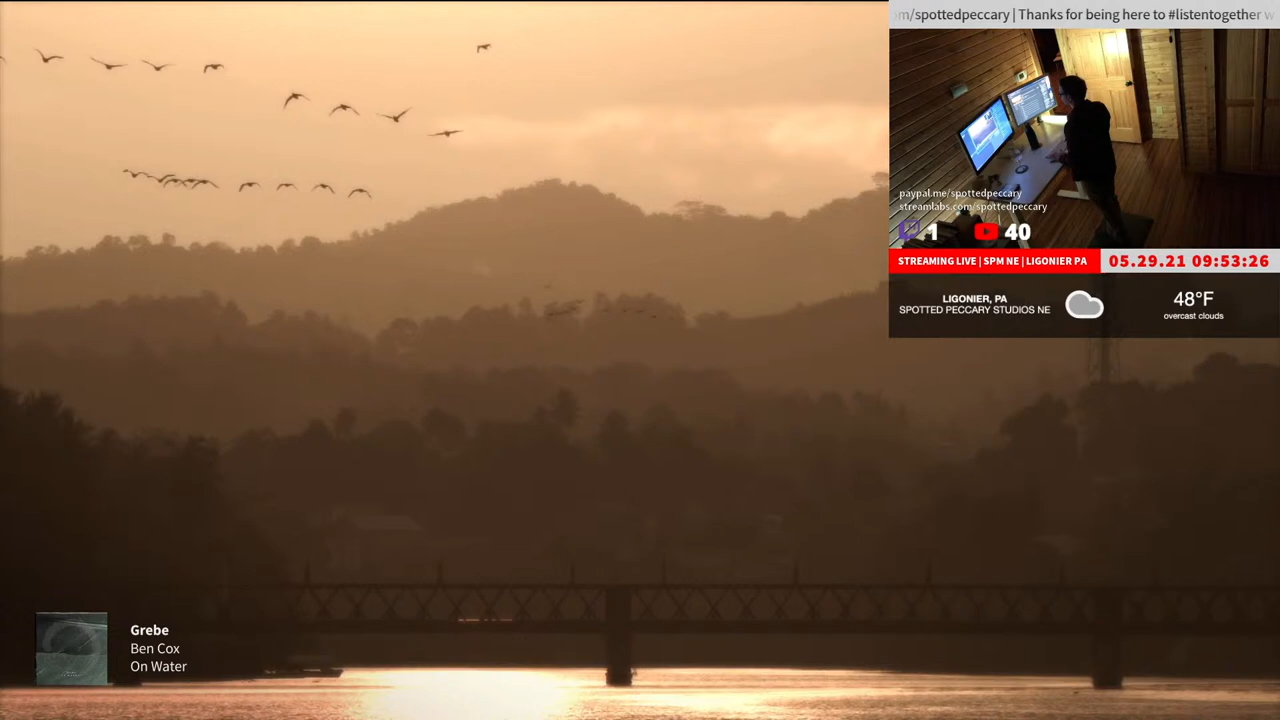 om/spottedpeccary | Thanks for being here to #listentogether w
paypal.me/spottedpeccary
streamlabs.com/spottedpeccary
1 40
STREAMING LIVE | SPM NE | LIGONIER PA 05.29.21 09:53:26
LIGONIER, PA
SPOTTED PECCARY STUDIOS NE
48°F
overcast clouds
Grebe
Ben Cox
On Water